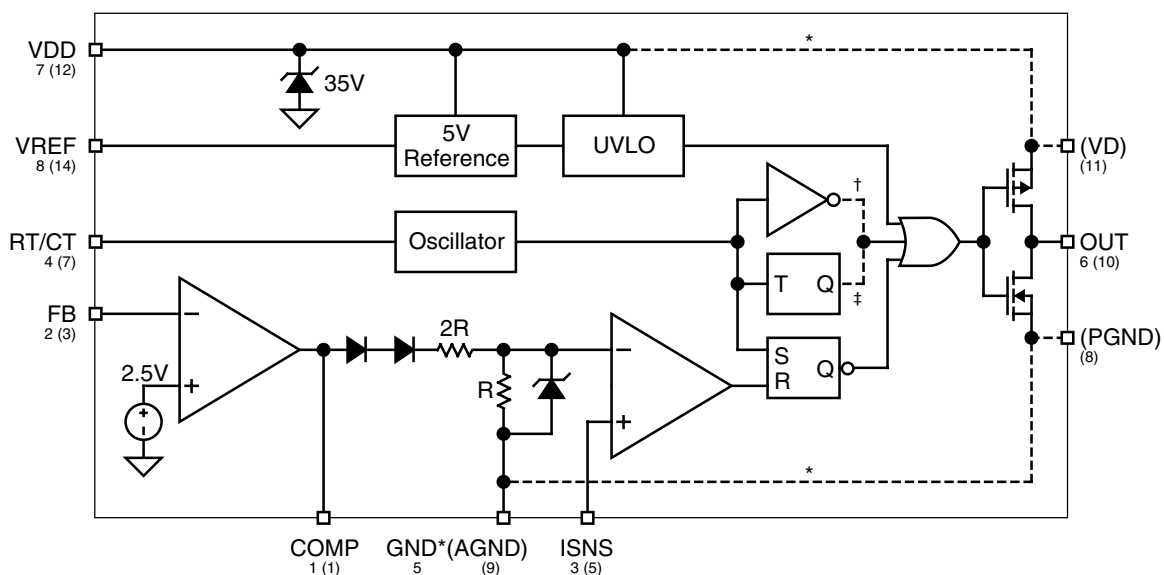 VDD
7 (12)
*
35V
VREF
8 (14)
5V
Reference
UVLO
(VD)
(11)
†
RT/CT
4 (7)
Oscillator
OUT
6 (10)
T Q
‡
FB
2 (3)
−
2R
(PGND)
(8)
S
R
Q
2.5V
+
R
−
+
+
-
*
COMP
1 (1)
GND*(AGND)
5 (9)
ISNS
3 (5)